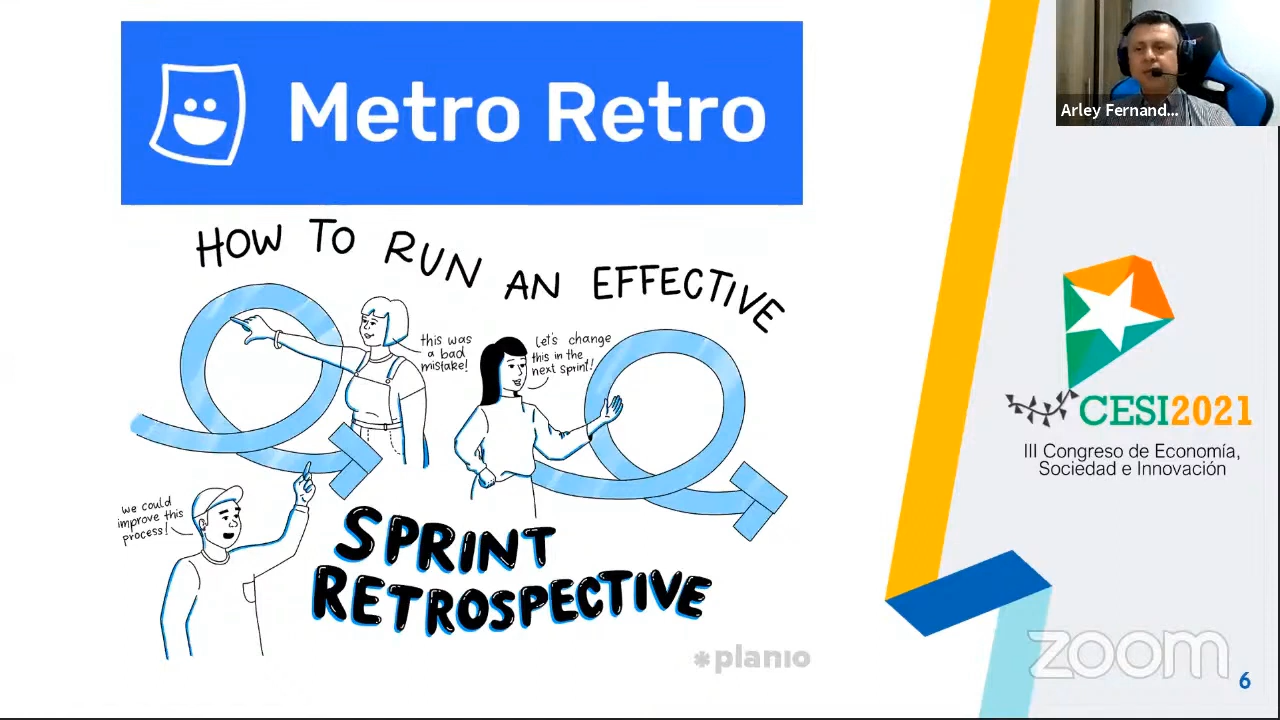 Metro Retro
HOW TO RUN AN EFFECTIVE
this was
a bad
mistake!
Let's change
this in the
next sprint!
we could
improve this
process!
SPRINT
RETROSPECTIVE
*planio
Arley Fernand...
CESI2021
III Congreso de Economía,
Sociedad e Innovación
zoom
6